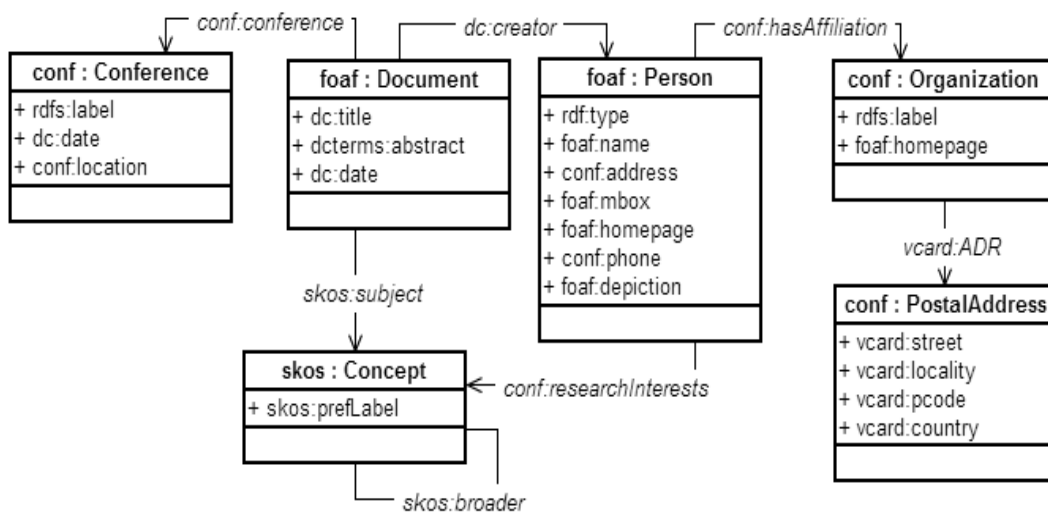 conf:conference
dc:creator
conf:hasAffiliation
conf : Conference
+ rdfs:label
+ dc:date
+ conf:location
foaf : Document
+ dc:title
+ dcterms:abstract
+ dc:date
foaf : Person
+ rdf:type
+ foaf:name
+ conf:address
+ foaf:mbox
+ foaf:homepage
+ conf:phone
+ foaf:depiction
conf : Organization
+ rdfs:label
+ foaf:homepage
vcard:ADR
skos:subject
conf : PostalAddress
+ vcard:street
+ vcard:locality
+ vcard:pcode
+ vcard:country
skos : Concept
+ skos:prefLabel
conf:researchInterests
skos:broader